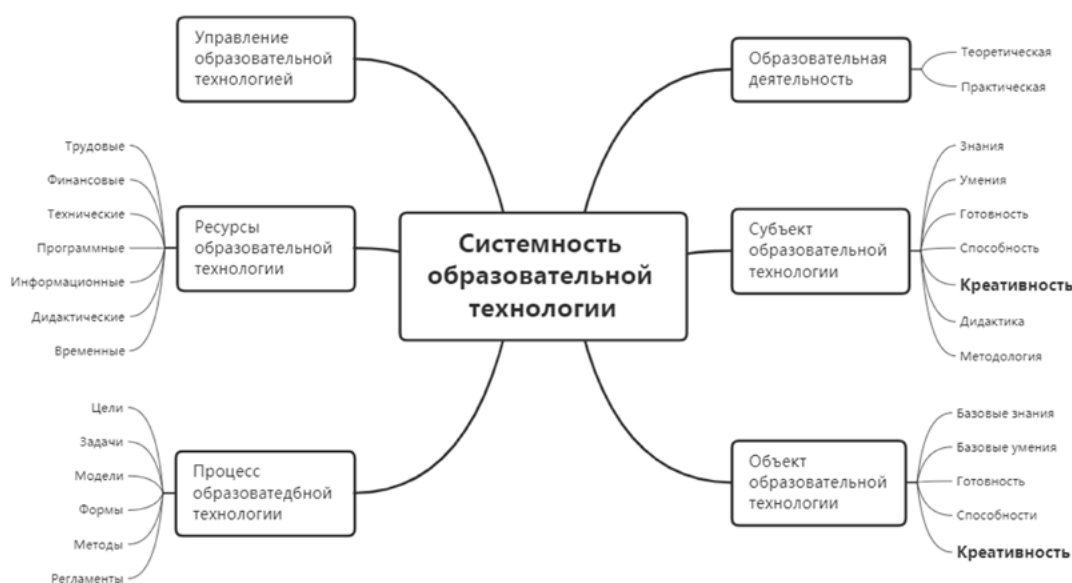 Управление
образовательной
технологией
Трудовые
Финансовые
Технические
Программные
Информационные
Дидактические
Временные
Ресурсы
образовательной
технологии
Цели
Задачи
Модели
Формы
Методы
Регламенты
Процесс
образоватедбной
технологии
Системность
образовательной
технологии
Образовательная
деятельность
Теоретическая
Практическая
Субъект
образовательной
технологии
Знания
Умения
Готовность
Способность
Креативность
Дидактика
Методология
Объект
образовательной
технологии
Базовые знания
Базовые умения
Готовность
Способности
Креативность